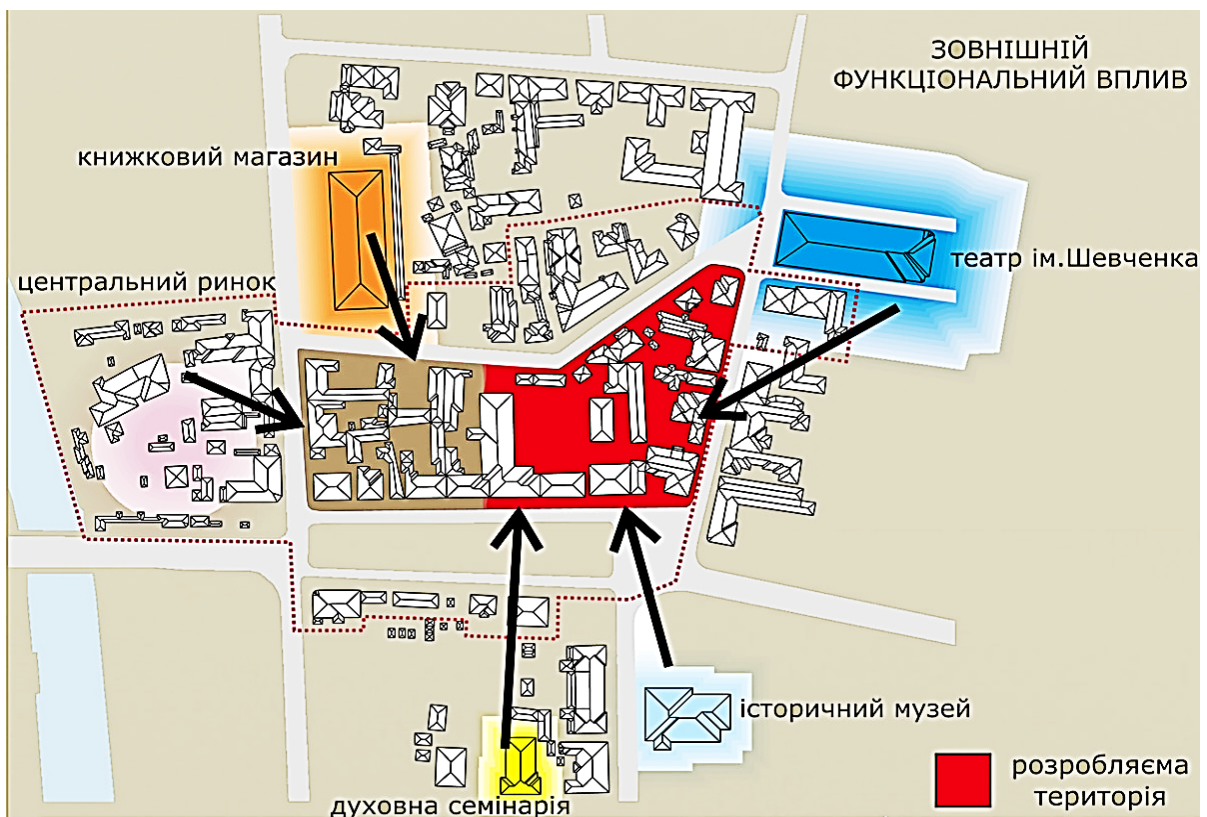 ЗОВНІШНІЙ
ФУНКЦІОНАЛЬНИЙ ВПЛИВ
книжковий магазин
театр ім.Шевченка
центральний ринок
історичний музей
духовна семінарія
розробляєма
територія